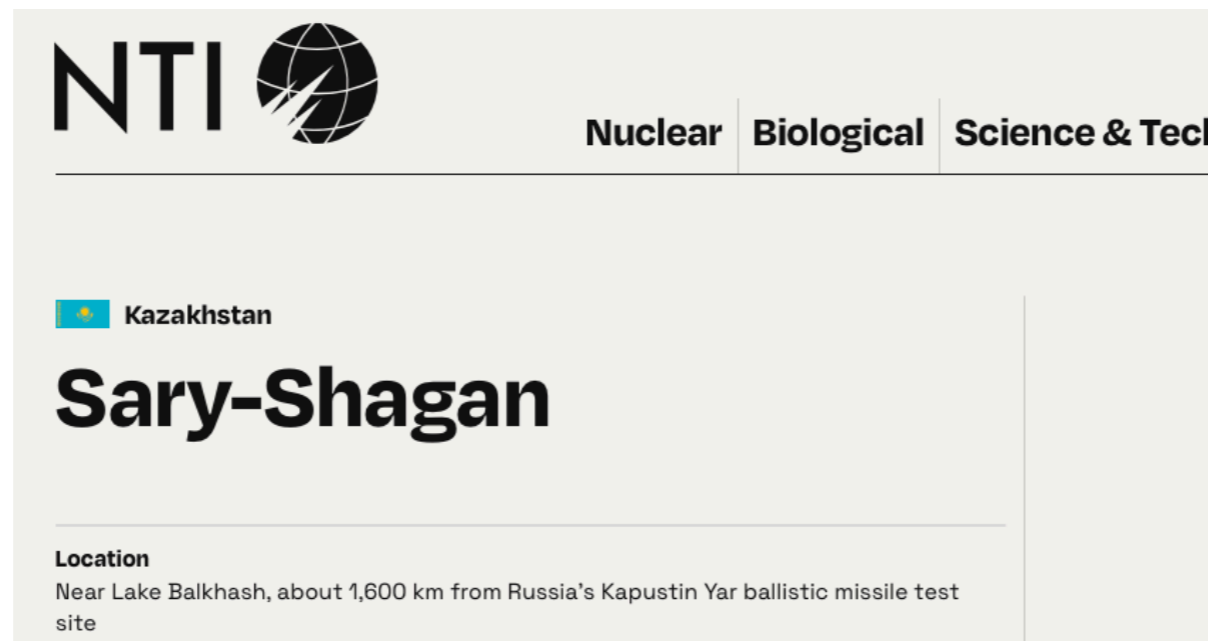 NTI
Nuclear
Biological
Science & Tech
Kazakhstan
Sary-Shagan
Location
Near Lake Balkhash, about 1,600 km from Russia's Kapustin Yar ballistic missile test
site